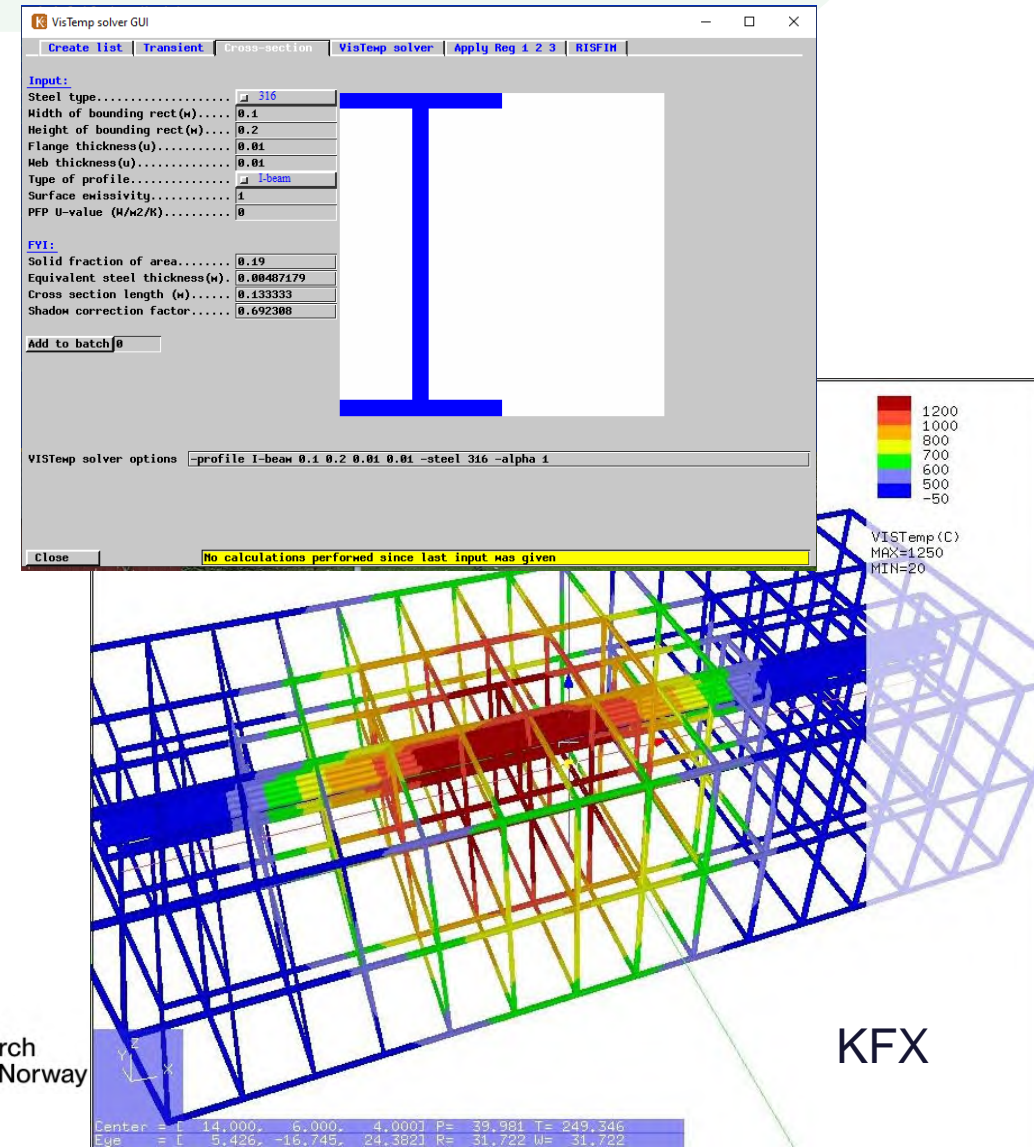 VisTemp solver GUI
Create list Transient Cross-section VisTemp solver Apply Reg 1 2 3 RISFIM
Input:
Steel type.................... 316
Width of bounding rect(m)..... 0.1
Height of bounding rect(m).... 0.2
Flange thickness(u)........... 0.01
Web thickness(u).............. 0.01
Type of profile............... I-beam
Surface emissivity............ 1
PFP U-value (W/m2/K).......... 0
FYI:
Solid fraction of area........ 0.19
Equivalent steel thickness(m). 0.00487179
Cross section length (m)...... 0.133333
Shadow correction factor...... 0.692308
Add to batch 0
VISTemp solver options -profile I-beam 0.1 0.2 0.01 0.01 -steel 316 -alpha 1
Close No calculations performed since last input was given
1200
1000
800
700
600
500
-50
VISTemp(C)
MAX=1250
MIN=20
rch
Norway
Z
Y
X
KFX
Center = [ 14.000, 6.000, 4.000] P= 39.981 T= 249.346
Eye = [ 5.426, -16.745, 24.382] R= 31.722 W= 31.722